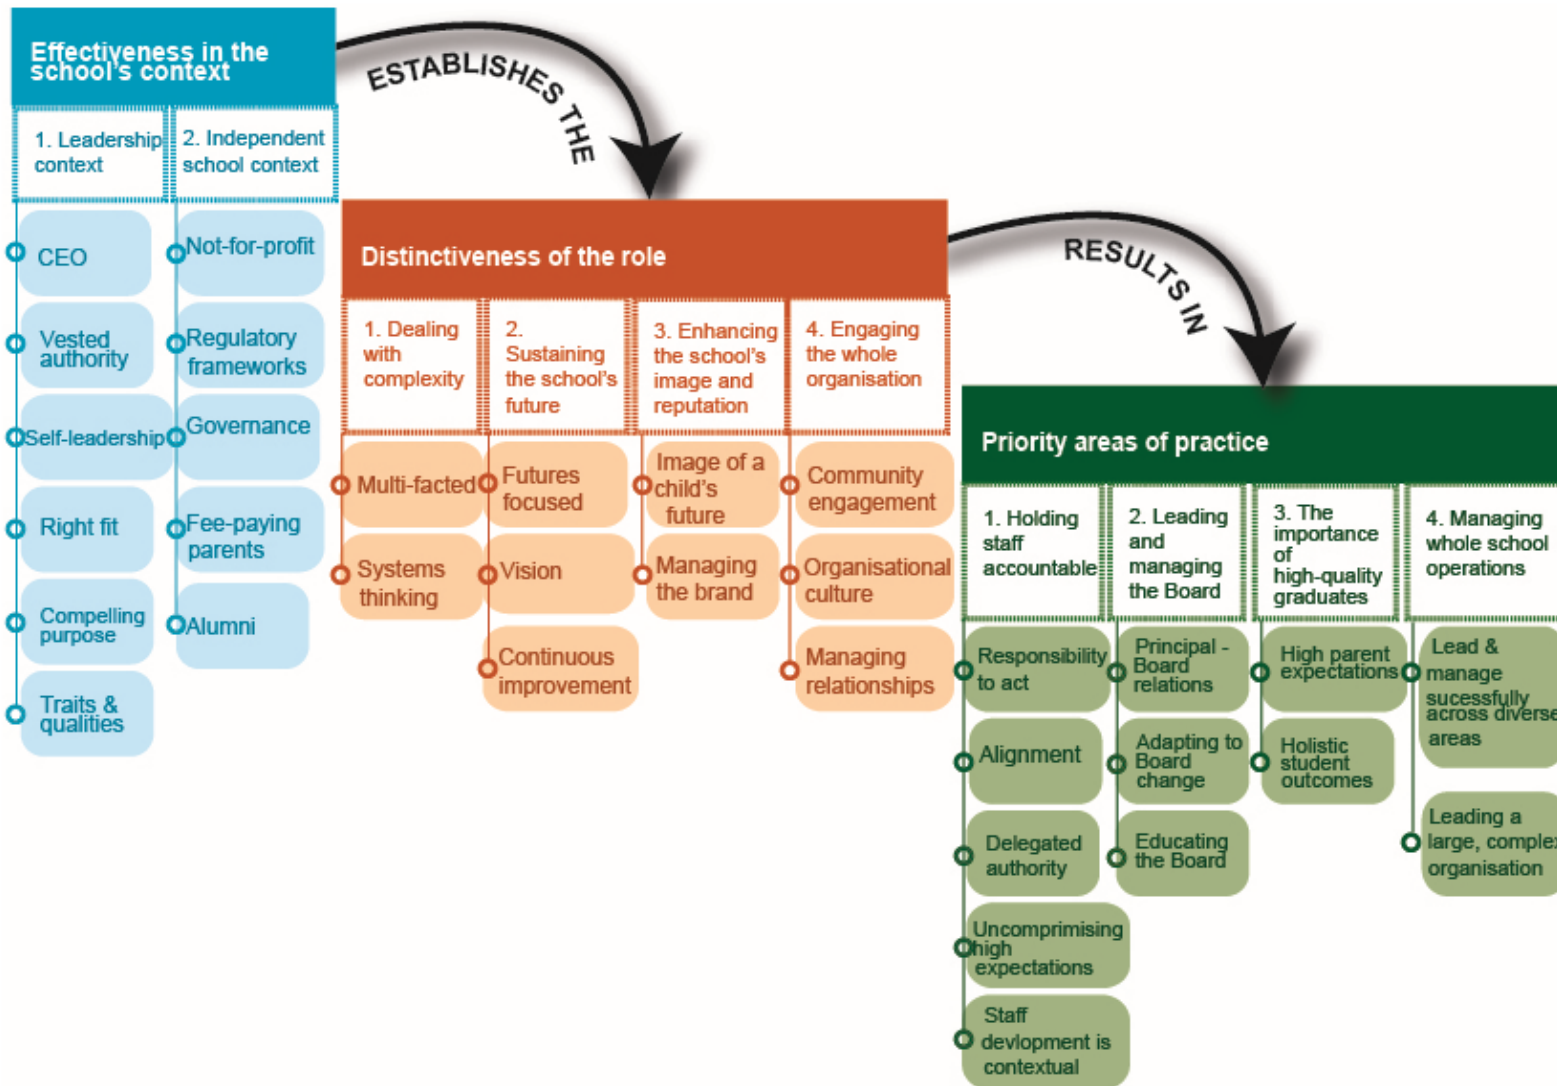 Effectiveness in the
school's context
ESTABLISHES THE
1. Leadership
context
2. Independent
school context
CEO
Vested
authority
Self-leadership
Right fit
Compelling
purpose
Traits &
qualities
Not-for-profit
Regulatory
frameworks
Governance
Fee-paying
parents
Alumni
Distinctiveness of the role
RESULTS IN
1. Dealing
with
complexity
2.
Sustaining
the school's
future
3. Enhancing
the school's
image and
reputation
4. Engaging
the whole
organisation
Multi-facted
Systems
thinking
Futures
focused
Vision
Continuous
improvement
Image of a
child's
future
Managing
the brand
Community
engagement
Organisational
culture
Managing
relationships
Priority areas of practice
1. Holding
staff
accountable
2. Leading
and
managing
the Board
3. The
importance
of
high-quality
graduates
4. Managing
whole school
operations
Responsibility
to act
Alignment
Delegated
authority
Uncomprimising
high
expectations
Staff
devlopment is
contextual
Principal -
Board
relations
Adapting to
Board
change
Educating
the Board
High parent
expectations
Holistic
student
outcomes
Lead &
manage
sucessfully
across diverse
areas
Leading a
large, complex
organisation